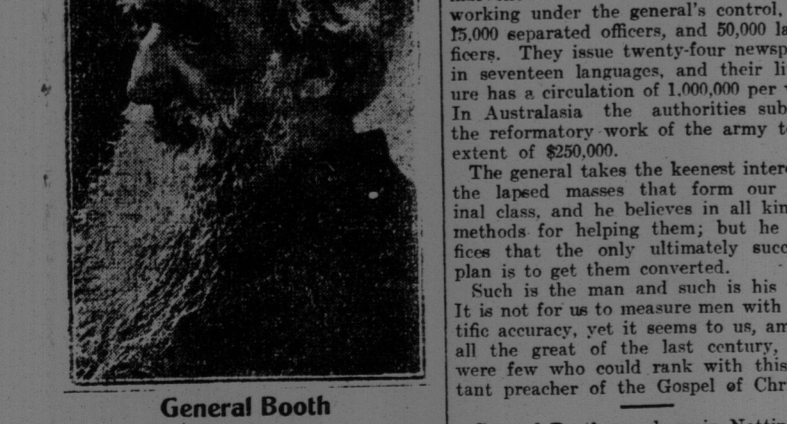 working under the general's control,
15,000 separated officers, and 50,000
ficers. They issue twenty-four
in seventeen languages, and their
ure has a circulation of 1,000,000 per
In Australasia the authorities
the reformatory work of the army
extent of $250,000.
The general takes the keenest
the lapsed masses that form our
inal class, and he believes in all
methods for helping them; but he
fices that the only ultimately
plan is to get them converted.
Such is the man and such is his
It is not for us to measure men with
tific accuracy, yet it seems to us,
all the great of the last century,
were few who could rank with this
tant preacher of the Gospel of
General Booth